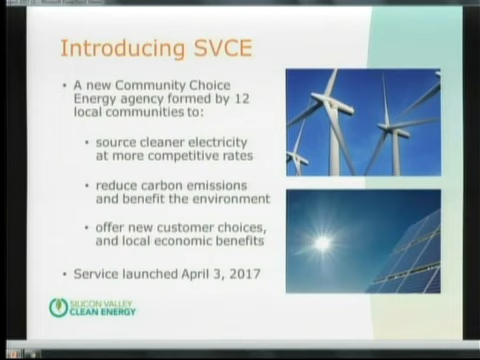 Introducing SVCE
• A new Community Choice
Energy agency formed by 12
local communities to:
• source cleaner electricity
at more competitive rates
• reduce carbon emissions
and benefit the environment
• offer new customer choices,
and local economic benefits
• Service launched April 3, 2017
SILICON VALLEY
CLEAN ENERGY